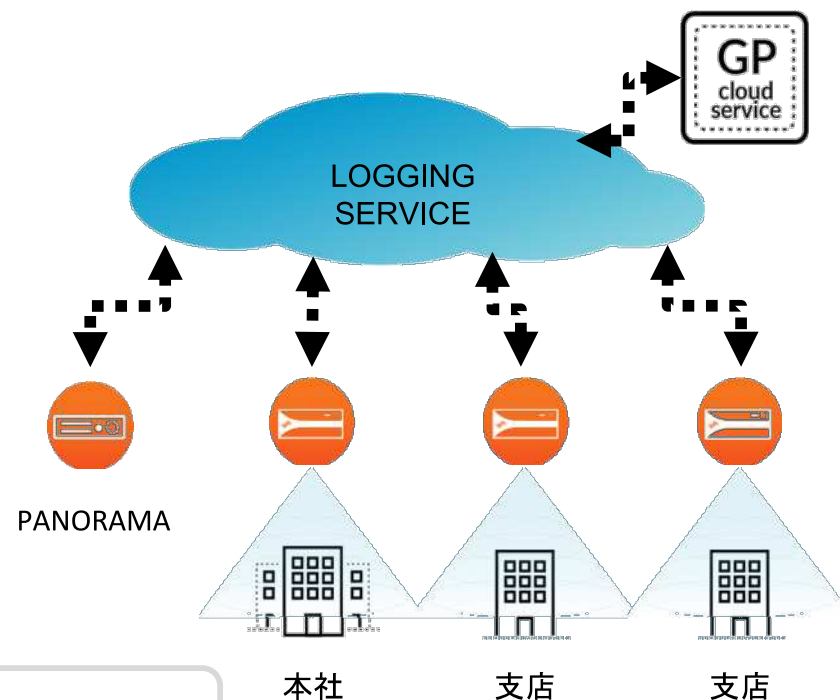 GP
cloud
service
LOGGING
SERVICE
PANORAMA
本社
支店
支店